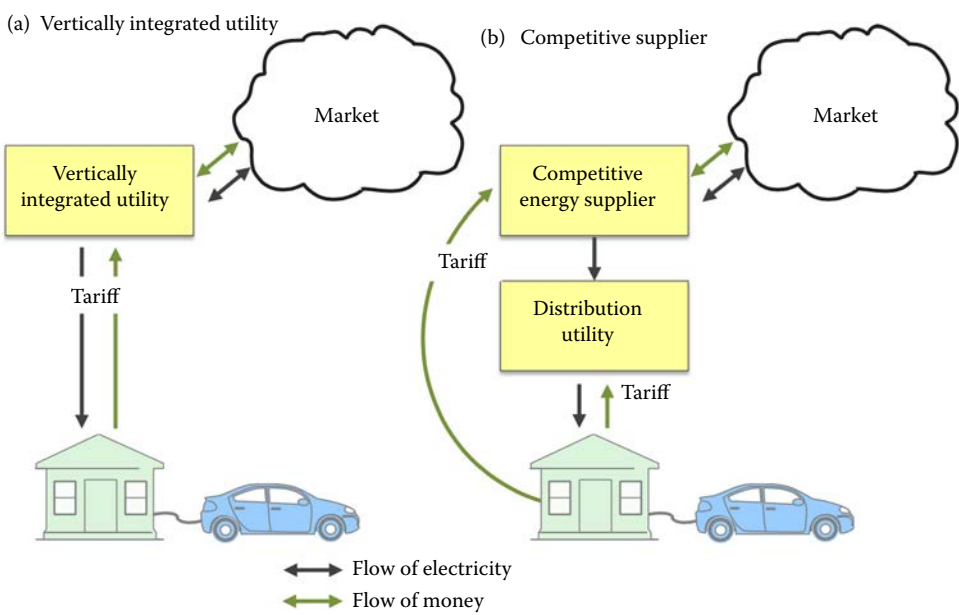 (a) Vertically integrated utility
Market
Vertically
integrated utility
Tariff
(b) Competitive supplier
Market
Competitive
energy supplier
Tariff
Distribution
utility
Tariff
Flow of electricity
Flow of money